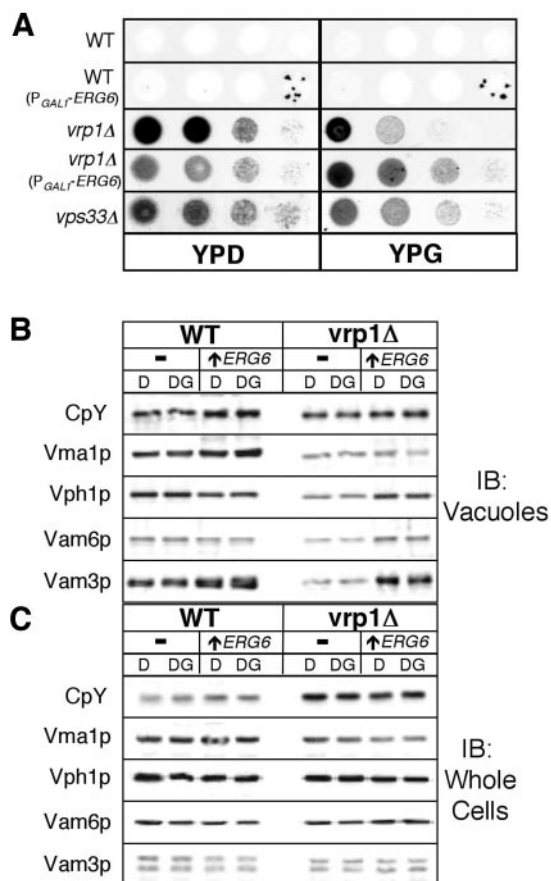 A
WT
WT
(PGAL1-ERG6)
vrp1Δ
vrp1Δ
(PGAL1-ERG6)
vps33Δ
YPD YPG
B
WT vrp1Δ
- ↑ERG6 - ↑ERG6
D DG D DG D DG D DG
CpY
Vma1p
Vph1p
Vam6p
Vam3p
IB:
Vacuoles
C
WT vrp1Δ
- ↑ERG6 - ↑ERG6
D DG D DG D DG D DG
CpY
Vma1p
Vph1p
Vam6p
Vam3p
IB:
Whole
Cells